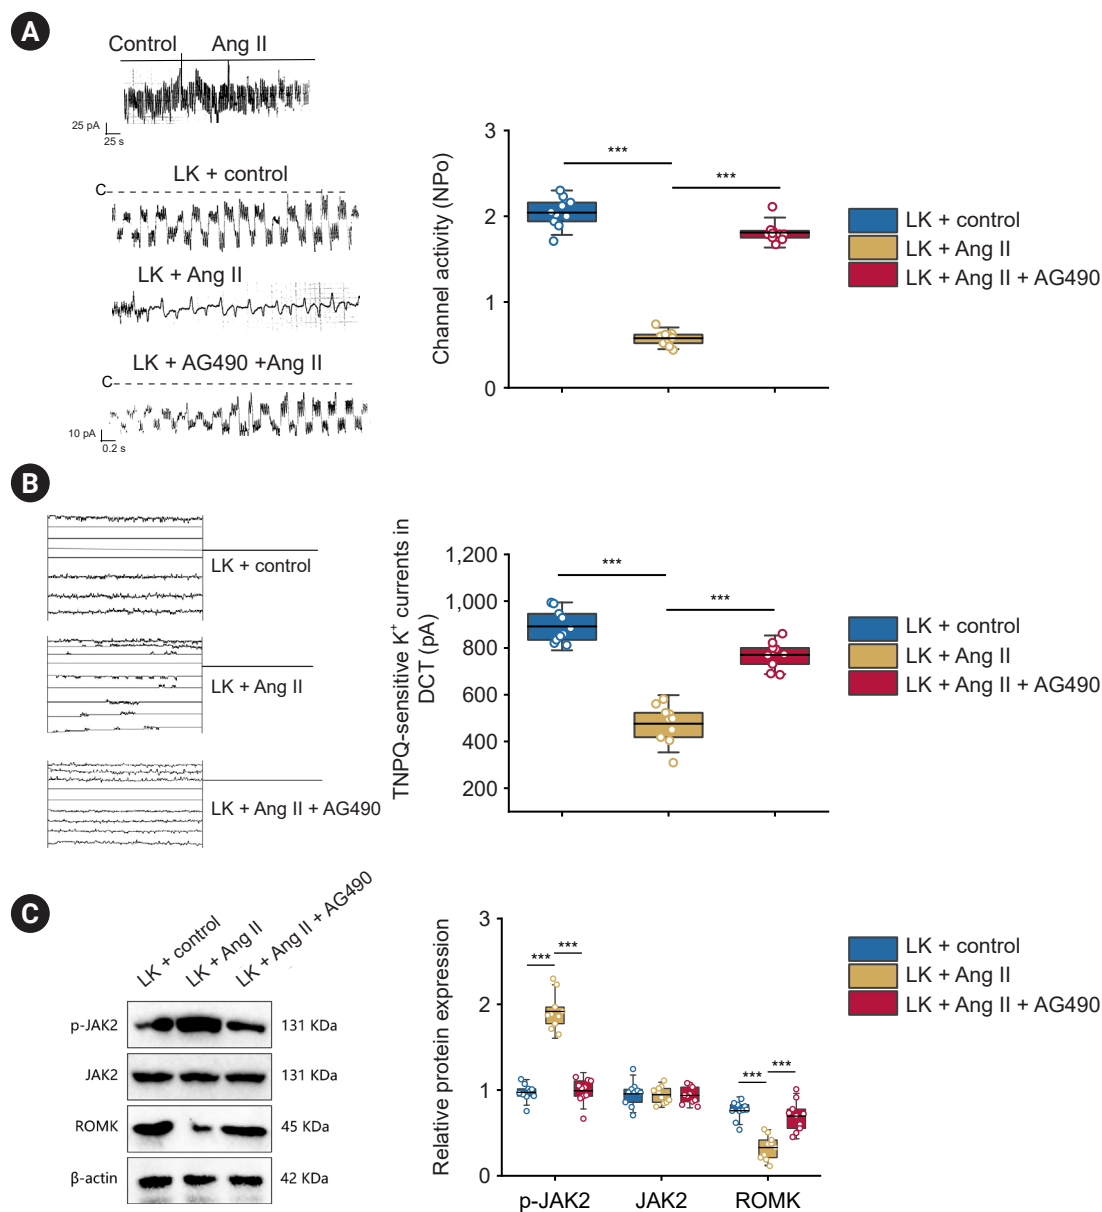 A
Control Ang II
25 pA
25 s
LK + control
C
LK + Ang II
LK + AG490 +Ang II
C
10 pA
0.2 s
Channel activity (NPo)
3
2
1
0
***
***
LK + control
LK + Ang II
LK + Ang II + AG490
B
LK + control
LK + Ang II
LK + Ang II + AG490
TNPQ-sensitive K⁺ currents in
DCT (pA)
1,200
1,000
800
600
400
200
***
***
LK + control
LK + Ang II
LK + Ang II + AG490
C
LK + control
LK + Ang II
LK + Ang II + AG490
p-JAK2 131 KDa
JAK2 131 KDa
ROMK 45 KDa
β-actin 42 KDa
Relative protein expression
3
2
1
0
***
***
***
***
p-JAK2 JAK2 ROMK
LK + control
LK + Ang II
LK + Ang II + AG490